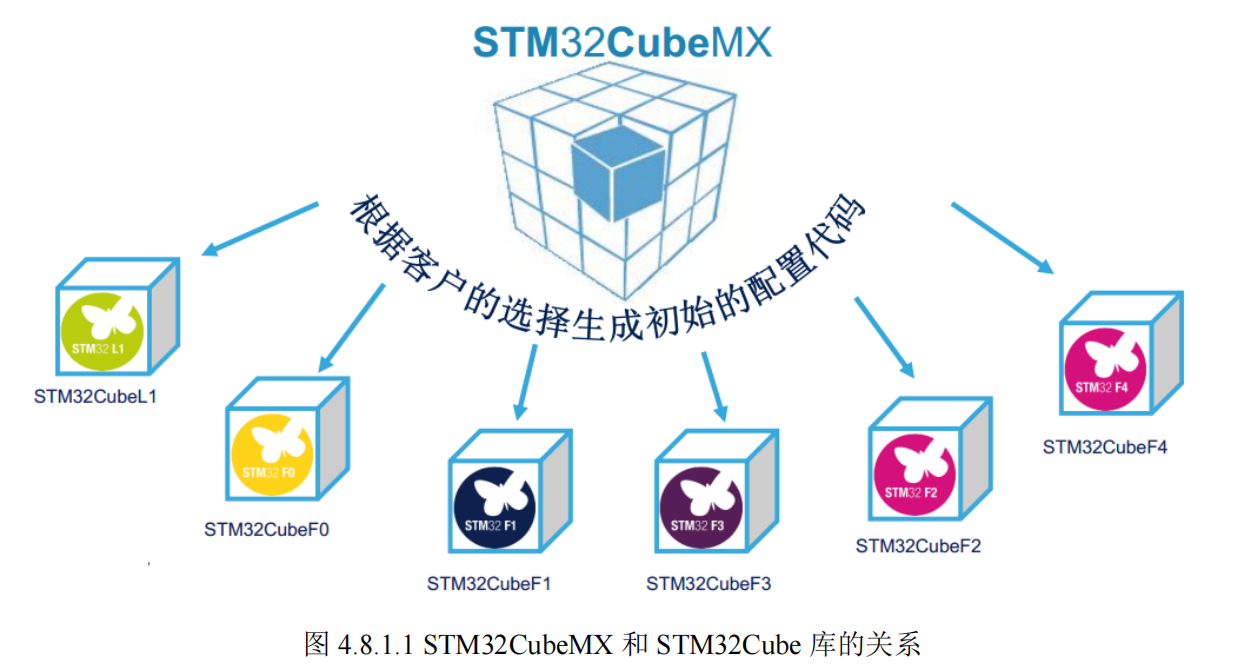 STM32CubeMX
根据客户的选择生成初始的配置代码
STM32 L1
STM32CubeL1
STM32 F0
STM32CubeF0
STM32 F1
STM32CubeF1
STM32 F3
STM32CubeF3
STM32 F2
STM32CubeF2
STM32 F4
STM32CubeF4
图 4.8.1.1 STM32CubeMX 和 STM32Cube 库的关系